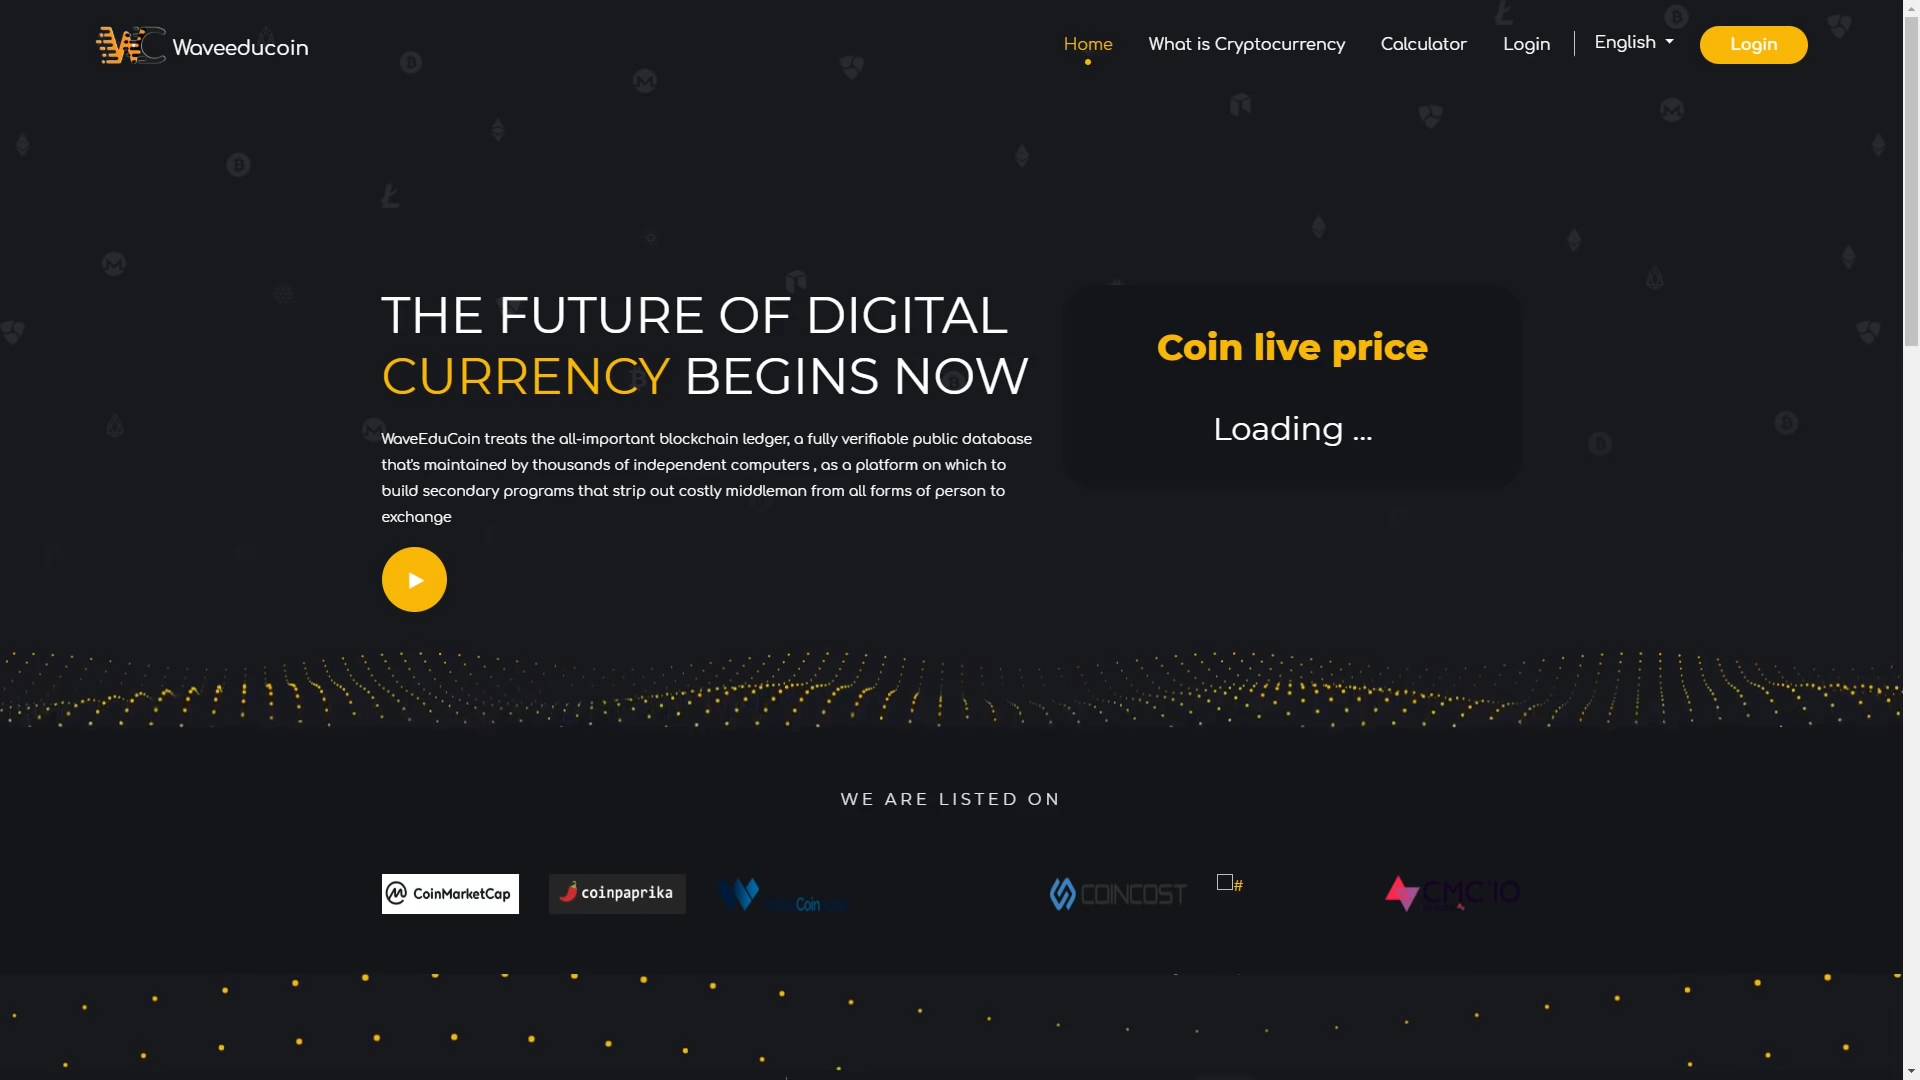 Waveeducoin
Home
What is Cryptocurrency
Calculator
Login
English
Login
THE FUTURE OF DIGITAL
CURRENCY BEGINS NOW
WaveEduCoin treats the all-important blockchain ledger, a fully verifiable public database
that's maintained by thousands of independent computers , as a platform on which to
build secondary programs that strip out costly middleman from all forms of person to
exchange
Coin live price
Loading ...
WE ARE LISTED ON
CoinMarketCap
coinpaprika
Coin
COINCOST
#
CMC'10